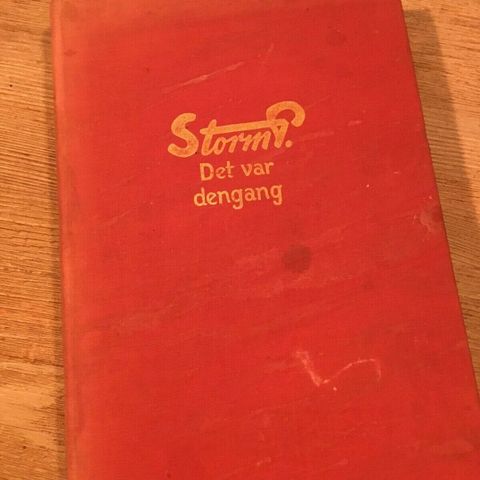 Storm P.
Det var
dengang